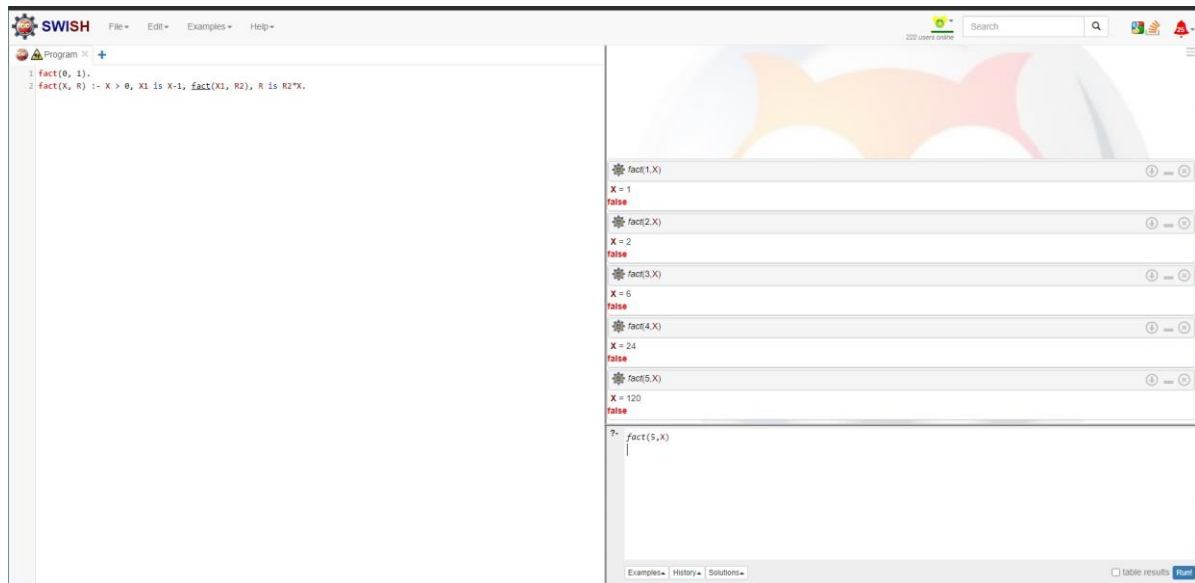 SWISH File Edit Examples Help
222 users online
Search
25
Program
1 fact(0, 1).
2 fact(X, R) :- X > 0, X1 is X-1, fact(X1, R2), R is R2*X.
fact(1,X)
X = 1
false
fact(2,X)
X = 2
false
fact(3,X)
X = 6
false
fact(4,X)
X = 24
false
fact(5,X)
X = 120
false
?- fact(5,X)
Examples History Solutions
table results Run!